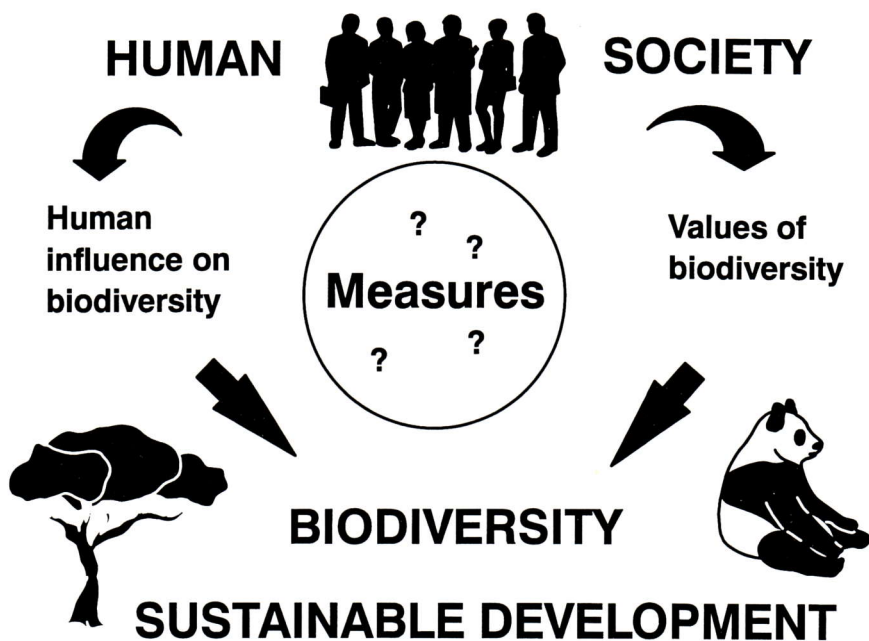 HUMAN SOCIETY
Human
influence on
biodiversity
?
?
Measures
?
?
Values of
biodiversity
BIODIVERSITY
SUSTAINABLE DEVELOPMENT